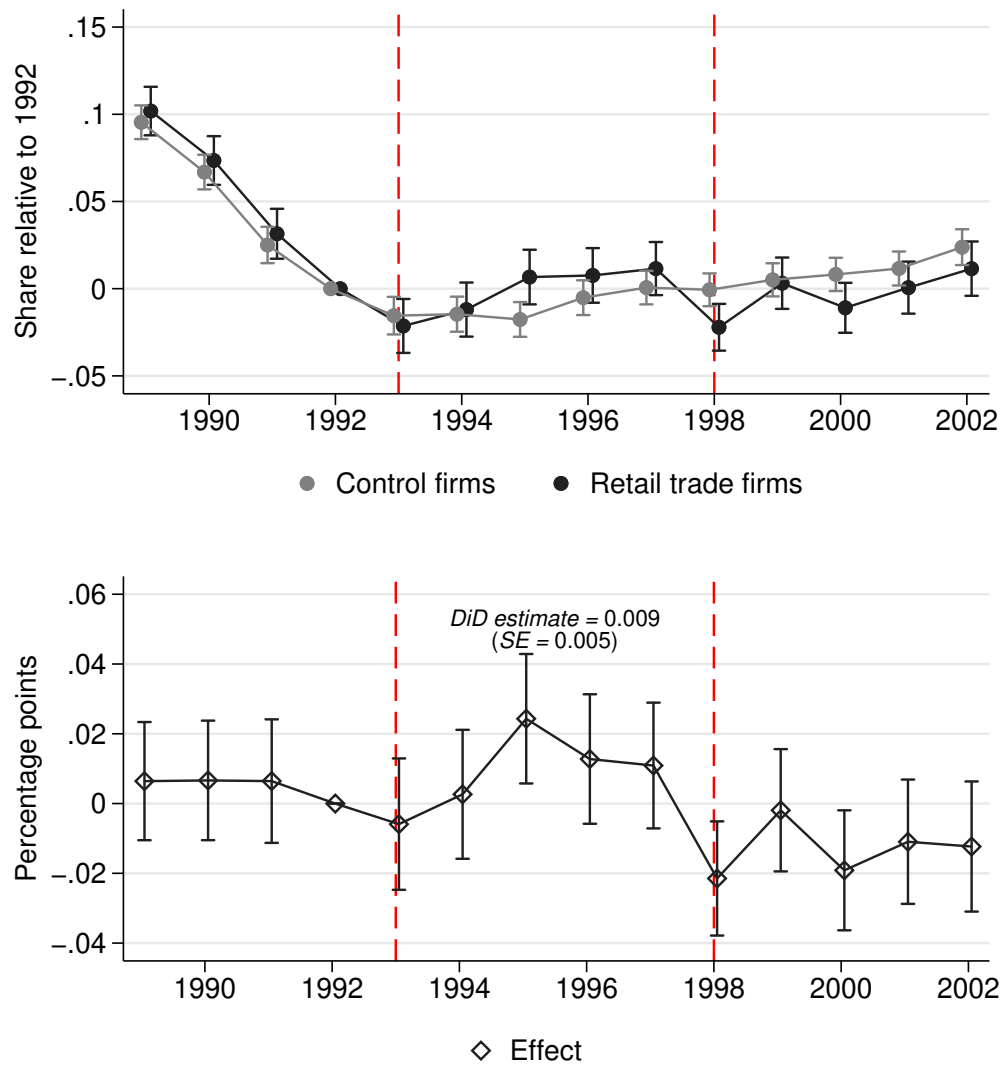 Share relative to 1992
.15
.1
.05
0
−.05
1990 1992 1994 1996 1998 2000 2002
Control firms Retail trade firms
Percentage points
.06
.04
.02
0
−.02
−.04
DiD estimate = 0.009
(SE = 0.005)
1990 1992 1994 1996 1998 2000 2002
Effect